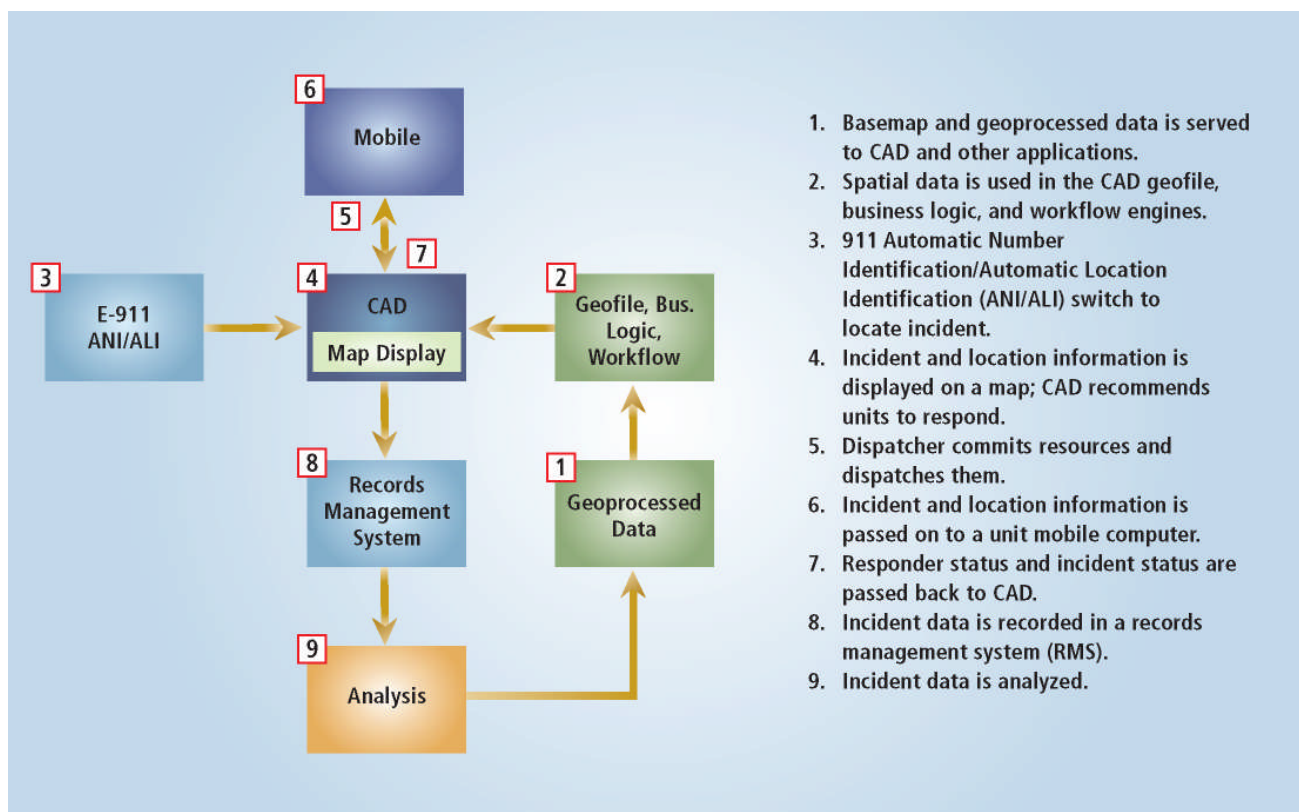 6
Mobile
5
7
3
E-911
ANI/ALI
4
CAD
Map Display
2
Geofile, Bus.
Logic,
Workflow
8
Records
Management
System
1
Geoprocessed
Data
9
Analysis
1. Basemap and geoprocessed data is served
to CAD and other applications.
2. Spatial data is used in the CAD geofile,
business logic, and workflow engines.
3. 911 Automatic Number
Identification/Automatic Location
Identification (ANI/ALI) switch to
locate incident.
4. Incident and location information is
displayed on a map; CAD recommends
units to respond.
5. Dispatcher commits resources and
dispatches them.
6. Incident and location information is
passed on to a unit mobile computer.
7. Responder status and incident status are
passed back to CAD.
8. Incident data is recorded in a records
management system (RMS).
9. Incident data is analyzed.